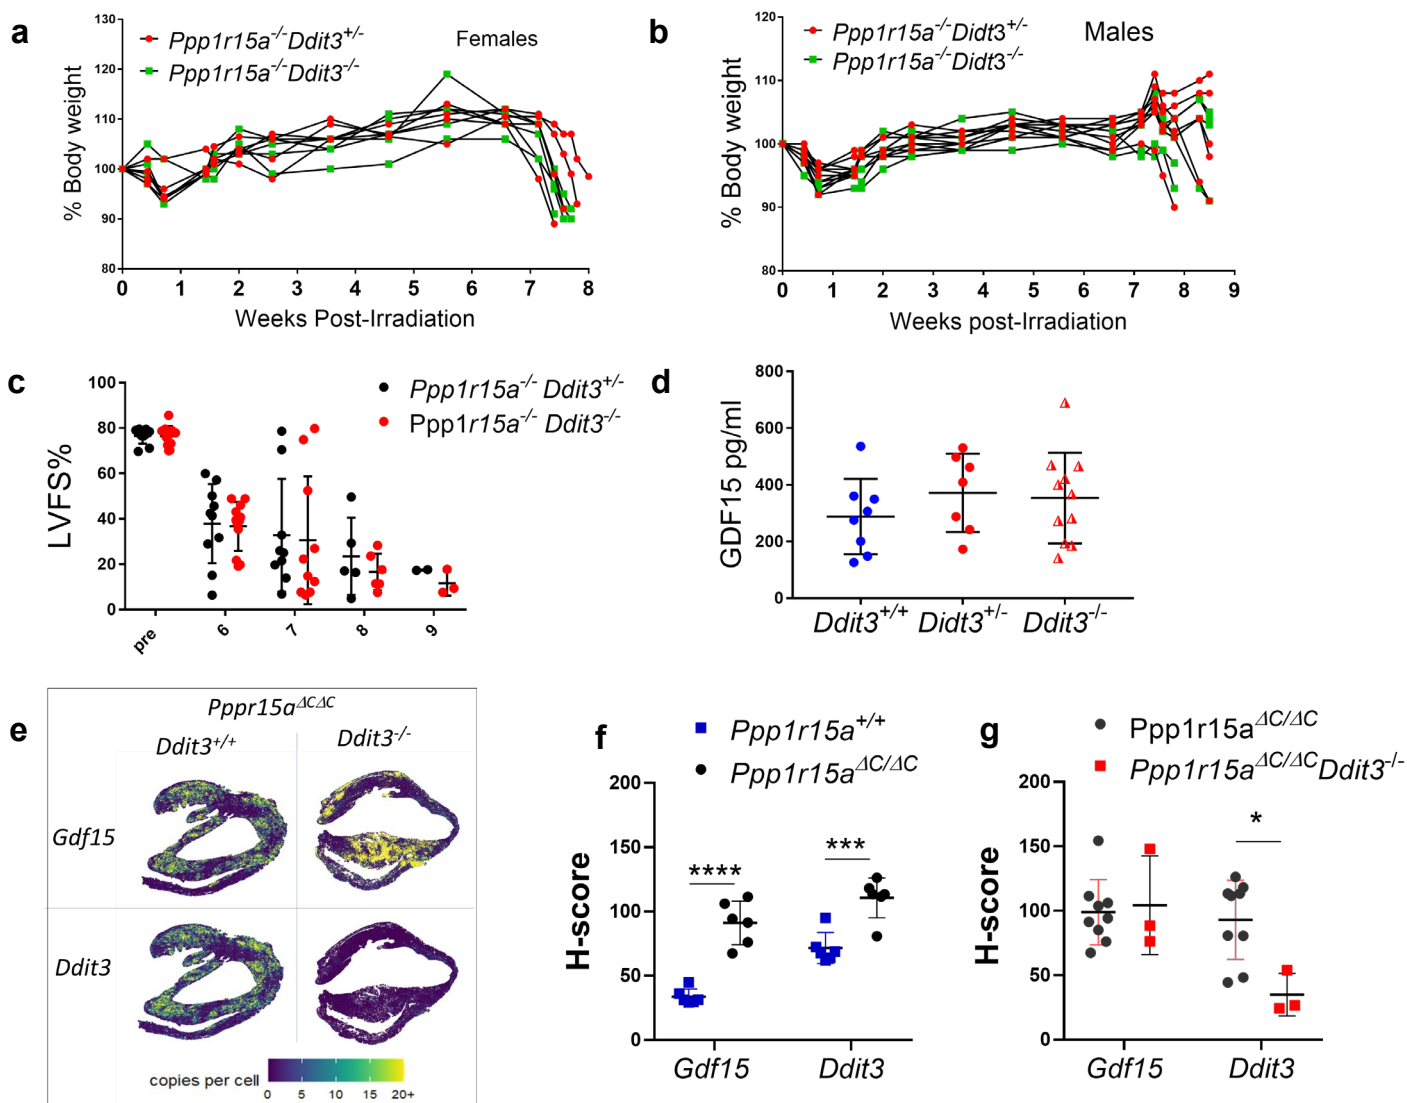 a
Ppp1r15a-/-Ddit3+/-
Ppp1r15a-/-Ddit3-/-
Females
% Body weight
130
120
110
100
90
80
0 1 2 3 4 5 6 7 8
Weeks Post-Irradiation
b
Ppp1r15a-/-Didt3+/-
Ppp1r15a-/-Didt3-/-
Males
% Body weight
120
110
100
90
80
0 1 2 3 4 5 6 7 8 9
Weeks post-Irradiation
c
Ppp1r15a-/- Ddit3+/-
Ppp1r15a-/- Ddit3-/-
LVFS%
100
80
60
40
20
0
pre 6 7 8 9
d
GDF15 pg/ml
800
600
400
200
0
Ddit3+/+ Didt3+/- Ddit3-/-
e
Pppr15aΔCΔC
Ddit3+/+ Ddit3-/-
Gdf15
Ddit3
copies per cell
0 5 10 15 20+
f
Ppp1r15a+/+
Ppp1r15aΔC/ΔC
H-score
200
150
100
50
0
****
***
Gdf15 Ddit3
g
Ppp1r15aΔC/ΔC
Ppp1r15aΔC/ΔCDdit3-/-
H-score
200
150
100
50
0
*
Gdf15 Ddit3